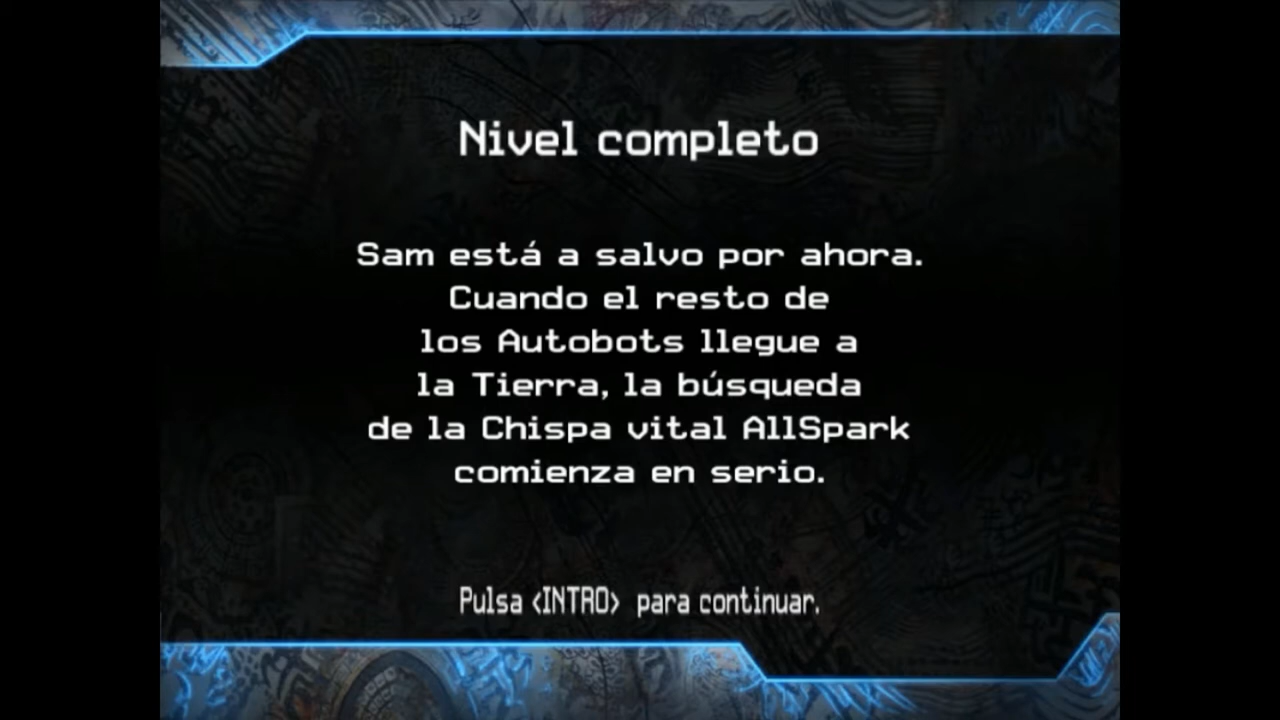 Nivel completo
Sam está a salvo por ahora.
Cuando el resto de
los Autobots llegue a
la Tierra, la búsqueda
de la Chispa vital AllSpark
comienza en serio.
Pulsa <INTRO> para continuar.